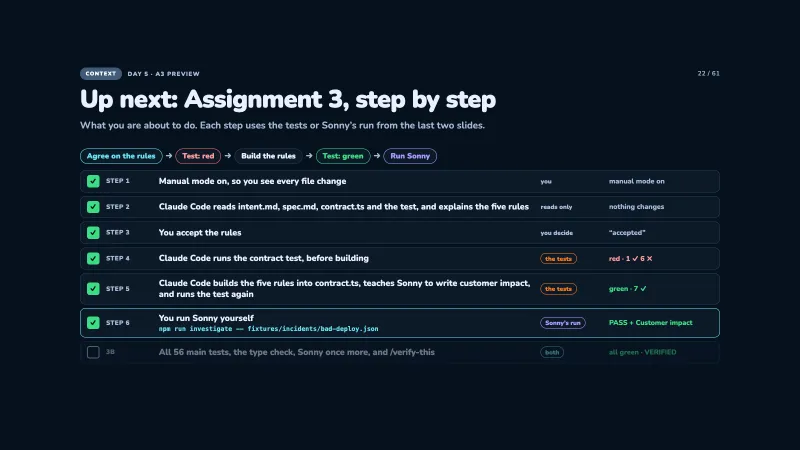 CONTEXT DAY 5 · A3 PREVIEW 22 / 61
Up next: Assignment 3, step by step
What you are about to do. Each step uses the tests or Sonny's run from the last two slides.
Agree on the rules → Test: red → Build the rules → Test: green → Run Sonny
STEP 1 Manual mode on, so you see every file change you manual mode on
STEP 2 Claude Code reads intent.md, spec.md, contract.ts and the test, and explains the five rules reads only nothing changes
STEP 3 You accept the rules you decide “accepted”
STEP 4 Claude Code runs the contract test, before building the tests red · 1 ✓ 6 ✕
STEP 5 Claude Code builds the five rules into contract.ts, teaches Sonny to write customer impact, the tests green · 7 ✓
and runs the test again
STEP 6 You run Sonny yourself Sonny's run PASS + Customer impact
npm run investigate -- fixtures/incidents/bad-deploy.json
3B All 56 main tests, the type check, Sonny once more, and /verify-this both all green · VERIFIED